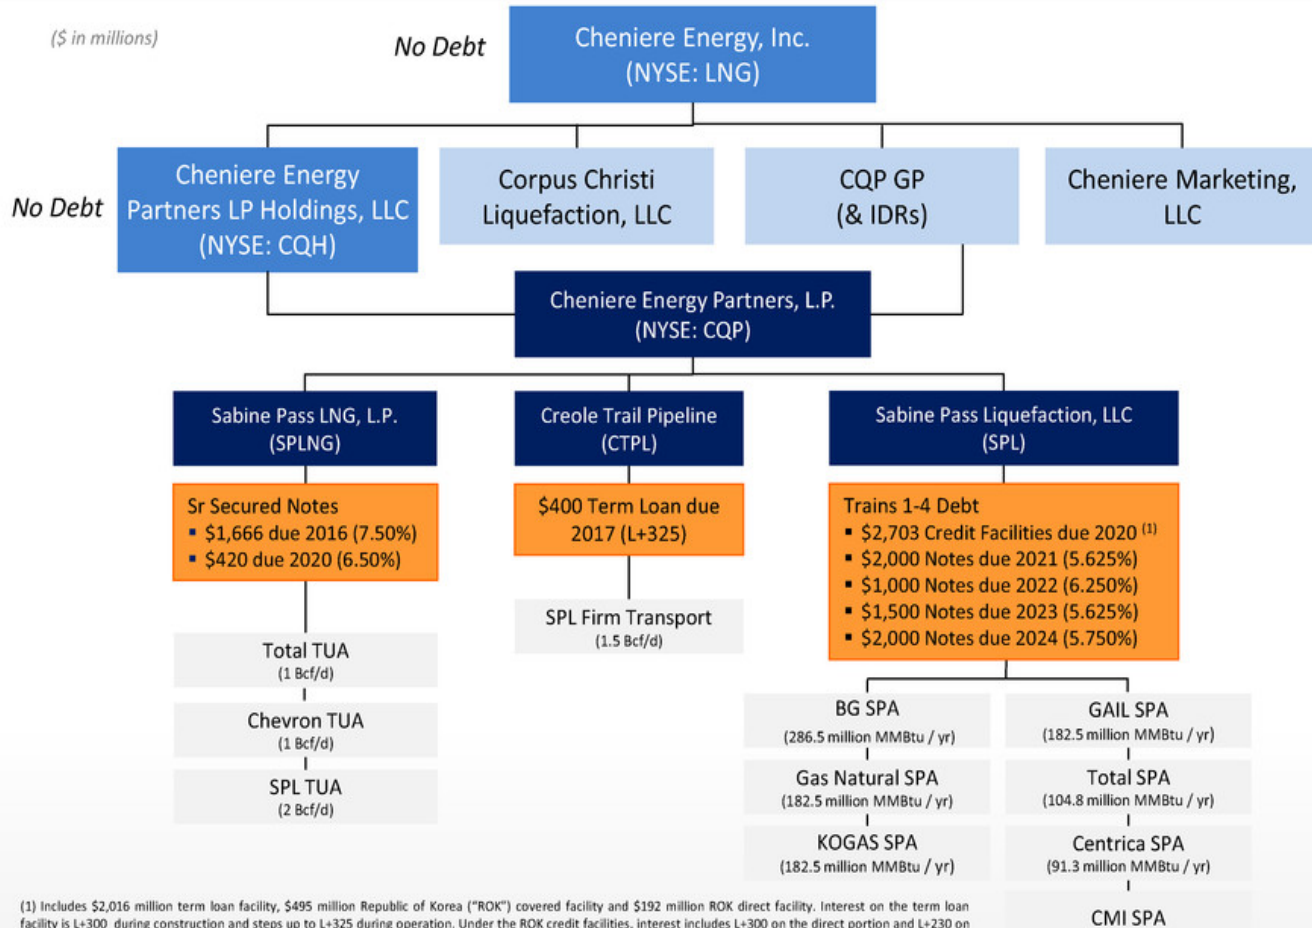 ($ in millions)
No Debt
Cheniere Energy, Inc.
(NYSE: LNG)
No Debt
Cheniere Energy
Partners LP Holdings, LLC
(NYSE: CQH)
Corpus Christi
Liquefaction, LLC
CQP GP
(& IDRs)
Cheniere Marketing,
LLC
Cheniere Energy Partners, L.P.
(NYSE: CQP)
Sabine Pass LNG, L.P.
(SPLNG)
Creole Trail Pipeline
(CTPL)
Sabine Pass Liquefaction, LLC
(SPL)
Sr Secured Notes
▪ $1,666 due 2016 (7.50%)
▪ $420 due 2020 (6.50%)
$400 Term Loan due
2017 (L+325)
Trains 1-4 Debt
▪ $2,703 Credit Facilities due 2020 (1)
▪ $2,000 Notes due 2021 (5.625%)
▪ $1,000 Notes due 2022 (6.250%)
▪ $1,500 Notes due 2023 (5.625%)
▪ $2,000 Notes due 2024 (5.750%)
Total TUA
(1 Bcf/d)
Chevron TUA
(1 Bcf/d)
SPL TUA
(2 Bcf/d)
SPL Firm Transport
(1.5 Bcf/d)
BG SPA
(286.5 million MMBtu / yr)
Gas Natural SPA
(182.5 million MMBtu / yr)
KOGAS SPA
(182.5 million MMBtu / yr)
GAIL SPA
(182.5 million MMBtu / yr)
Total SPA
(104.8 million MMBtu / yr)
Centrica SPA
(91.3 million MMBtu / yr)
CMI SPA
(1) Includes $2,016 million term loan facility, $495 million Republic of Korea ("ROK") covered facility and $192 million ROK direct facility. Interest on the term loan
facility is L+300 during construction and steps up to L+325 during operation. Under the ROK credit facilities, interest includes L+300 on the direct portion and L+230 on